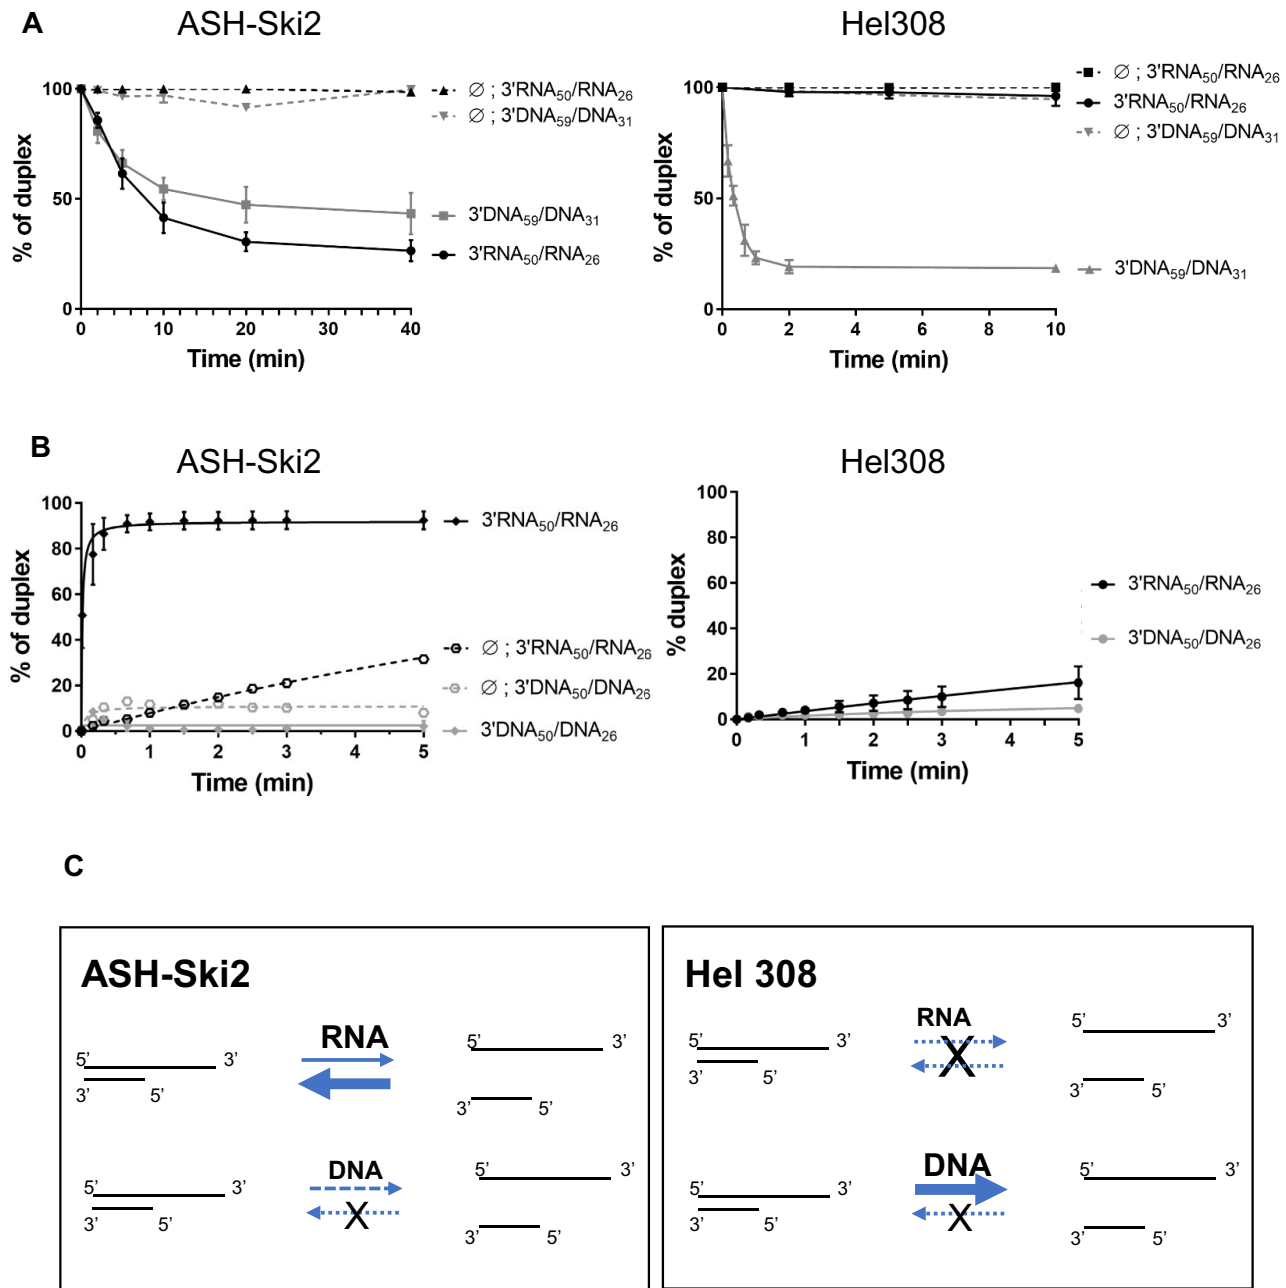 A
ASH-Ski2
Hel308
% of duplex
100
50
0
0 10 20 30 40
Time (min)
∅ ; 3'RNA50/RNA26
∅ ; 3'DNA59/DNA31
3'DNA59/DNA31
3'RNA50/RNA26
% of duplex
100
50
0
0 2 4 6 8 10
Time (min)
∅ ; 3'RNA50/RNA26
3'RNA50/RNA26
∅ ; 3'DNA59/DNA31
3'DNA59/DNA31
B
ASH-Ski2
Hel308
% of duplex
100
80
60
40
20
0
0 1 2 3 5
Time (min)
3'RNA50/RNA26
∅ ; 3'RNA50/RNA26
∅ ; 3'DNA50/DNA26
3'DNA50/DNA26
% duplex
100
80
60
40
20
0
0 1 2 3 4 5
Time (min)
3'RNA50/RNA26
3'DNA50/DNA26
C
ASH-Ski2
RNA
5’ 3’
3’ 5’
5’ 3’
3’ 5’
DNA
5’ 3’
3’ 5’
5’ 3’
3’ 5’
Hel 308
RNA
5’ 3’
3’ 5’
5’ 3’
3’ 5’
DNA
5’ 3’
3’ 5’
5’ 3’
3’ 5’